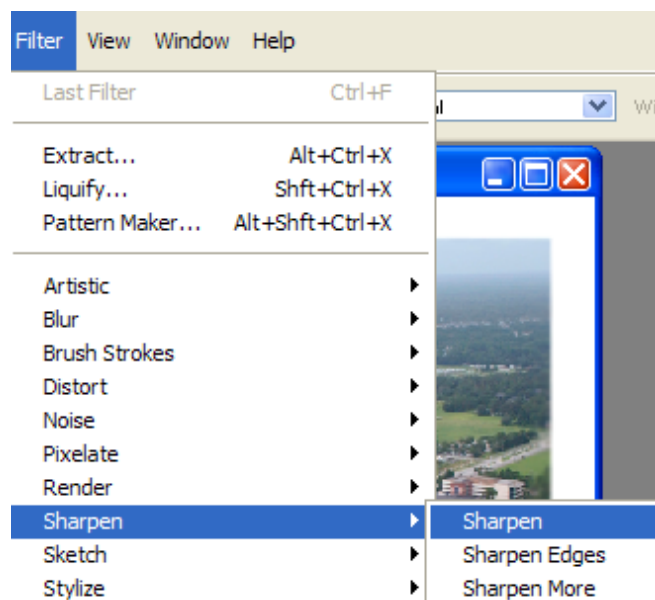 Filter View Window Help
Last Filter Ctrl+F
Extract... Alt+Ctrl+X
Liquify... Shft+Ctrl+X
Pattern Maker... Alt+Shft+Ctrl+X
Artistic
Blur
Brush Strokes
Distort
Noise
Pixelate
Render
Sharpen Sharpen
Sketch Sharpen Edges
Stylize Sharpen More